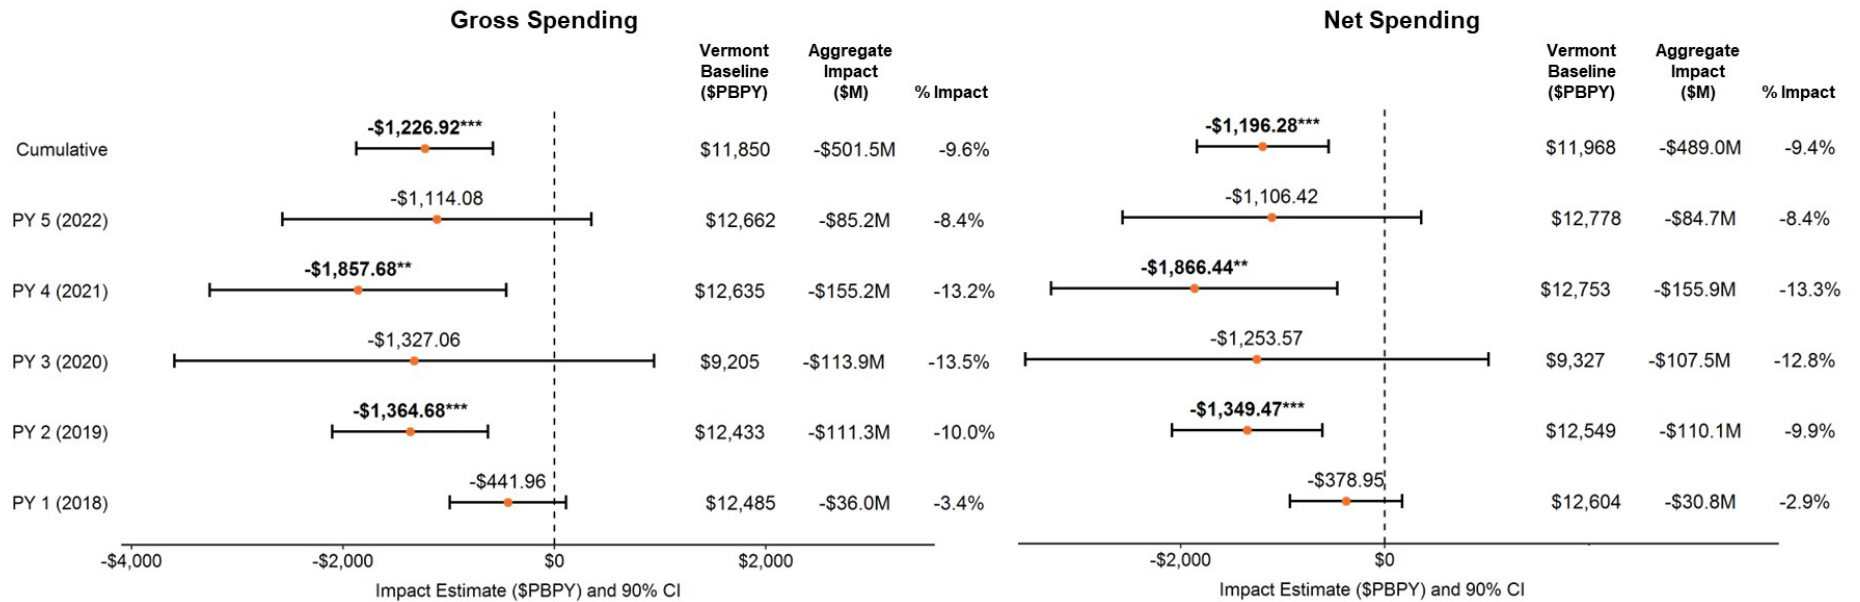 Gross Spending Net Spending
Vermont Baseline ($PBPY) Aggregate Impact ($M) % Impact Vermont Baseline ($PBPY) Aggregate Impact ($M) % Impact
Cumulative -$1,226.92*** $11,850 -$501.5M -9.6% -$1,196.28*** $11,968 -$489.0M -9.4%
PY 5 (2022) -$1,114.08 $12,662 -$85.2M -8.4% -$1,106.42 $12,778 -$84.7M -8.4%
PY 4 (2021) -$1,857.68** $12,635 -$155.2M -13.2% -$1,866.44** $12,753 -$155.9M -13.3%
PY 3 (2020) -$1,327.06 $9,205 -$113.9M -13.5% -$1,253.57 $9,327 -$107.5M -12.8%
PY 2 (2019) -$1,364.68*** $12,433 -$111.3M -10.0% -$1,349.47*** $12,549 -$110.1M -9.9%
PY 1 (2018) -$441.96 $12,485 -$36.0M -3.4% -$378.95 $12,604 -$30.8M -2.9%
-$4,000 -$2,000 $0 $2,000 -$2,000 $0
Impact Estimate ($PBPY) and 90% CI Impact Estimate ($PBPY) and 90% CI